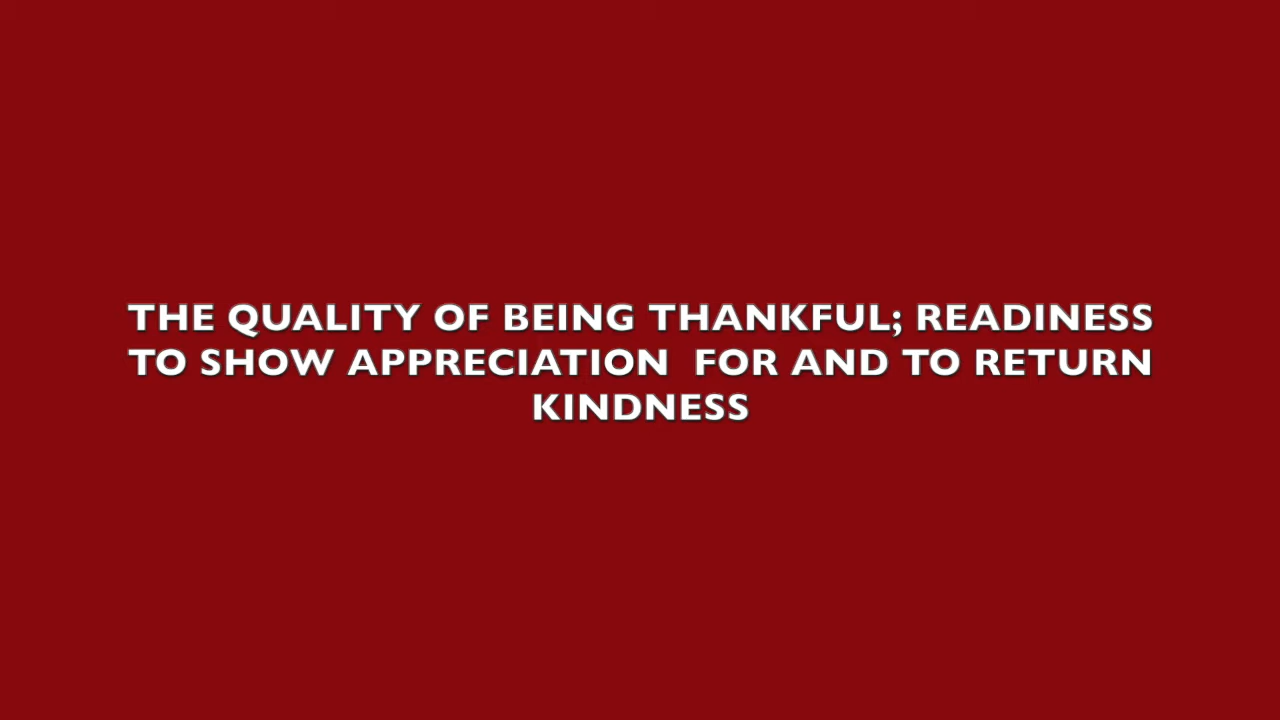 THE QUALITY OF BEING THANKFUL; READINESS
TO SHOW APPRECIATION  FOR AND TO RETURN
KINDNESS